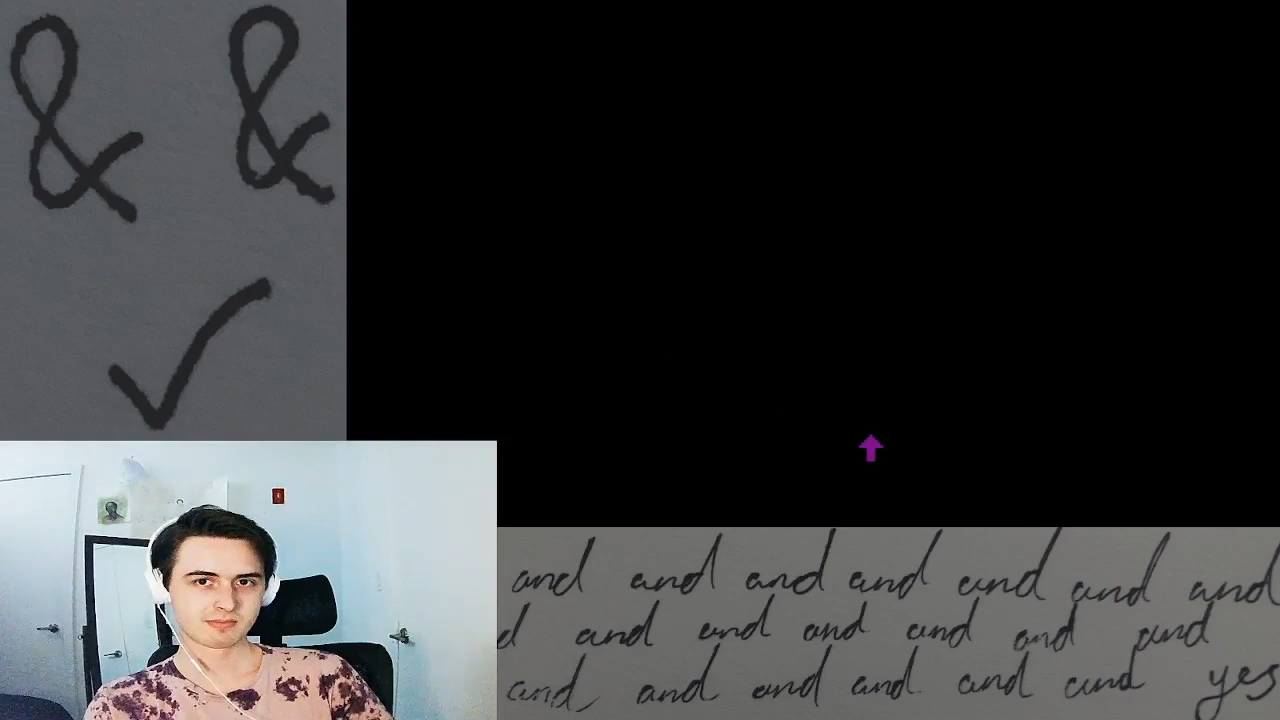 & &
✓
and and and and and and and
d and and and and and and
and and and and and and yes